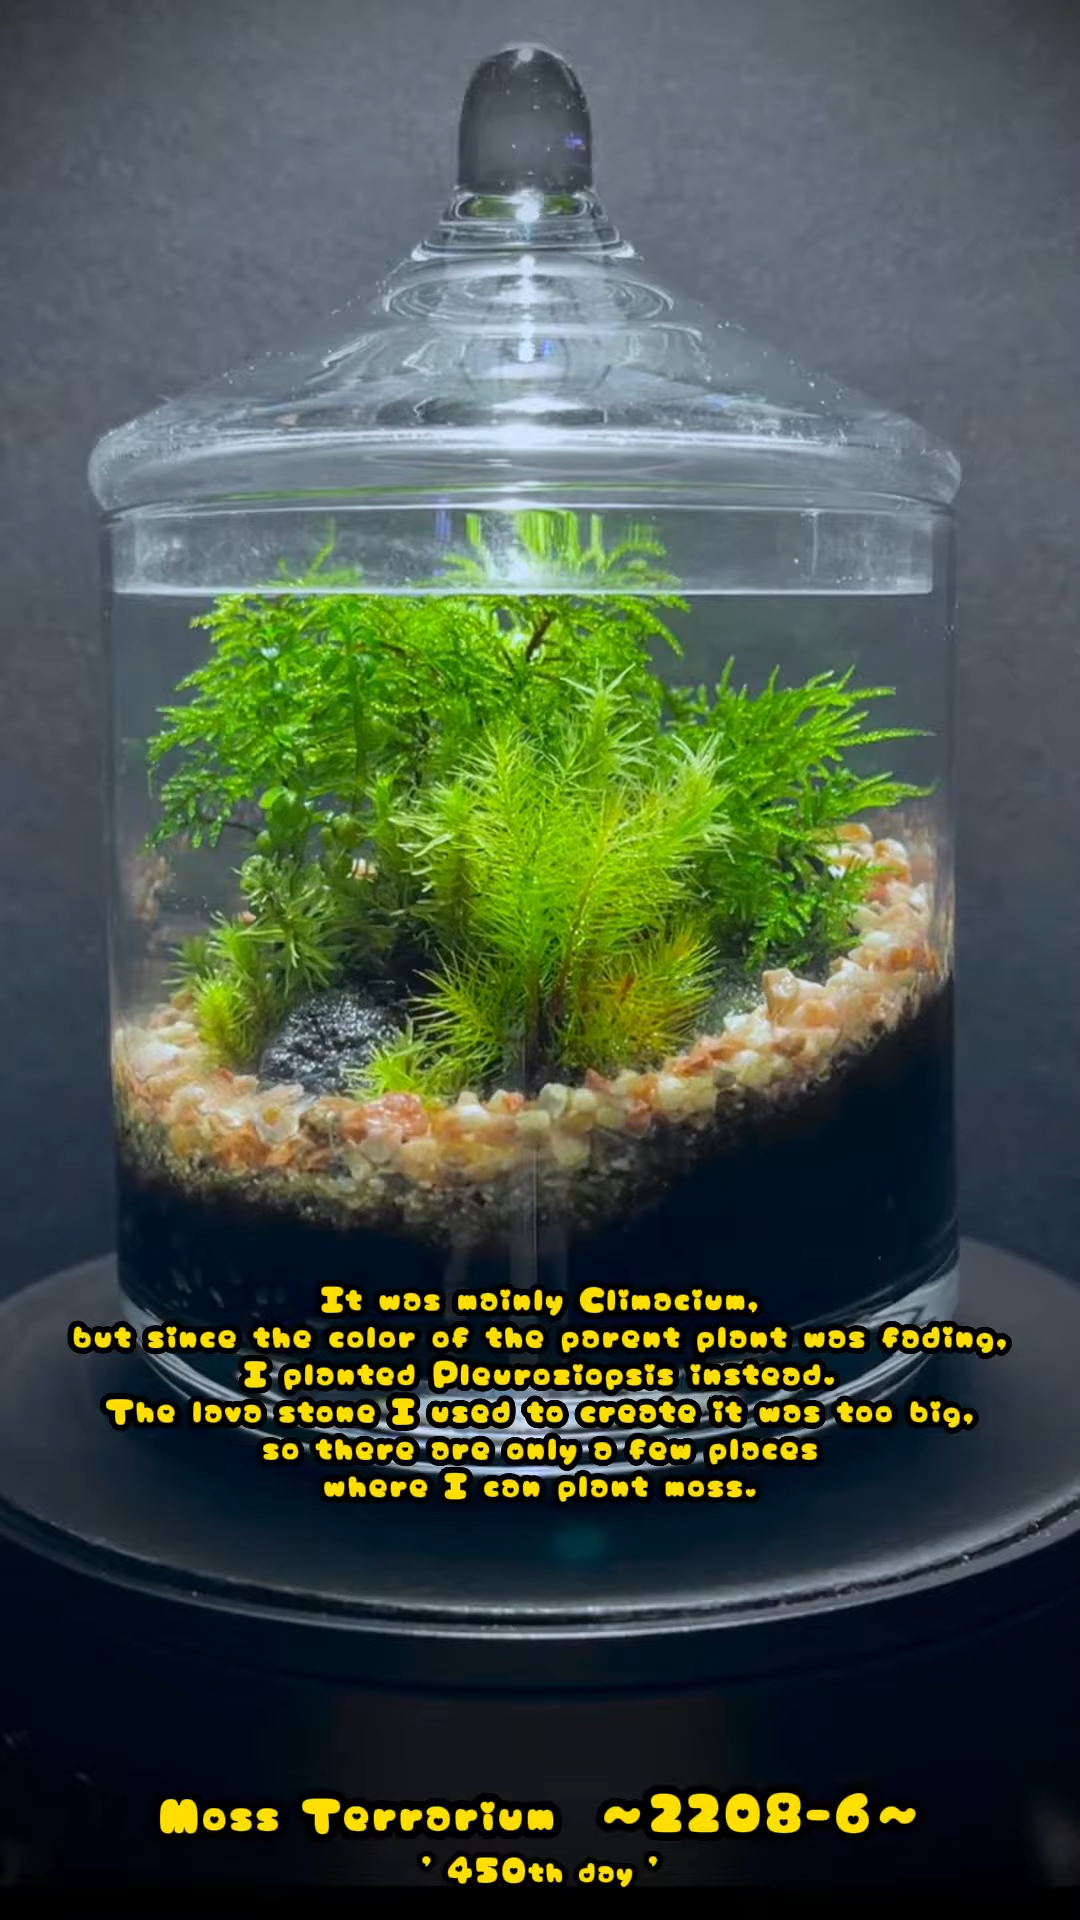 It was mainly Climacium,
but since the color of the parent plant was fading,
I planted Pleuroziopsis instead.
The lava stone I used to create it was too big,
so there are only a few places
where I can plant moss.
Moss Terrarium ~2208-6~
' 450th day '